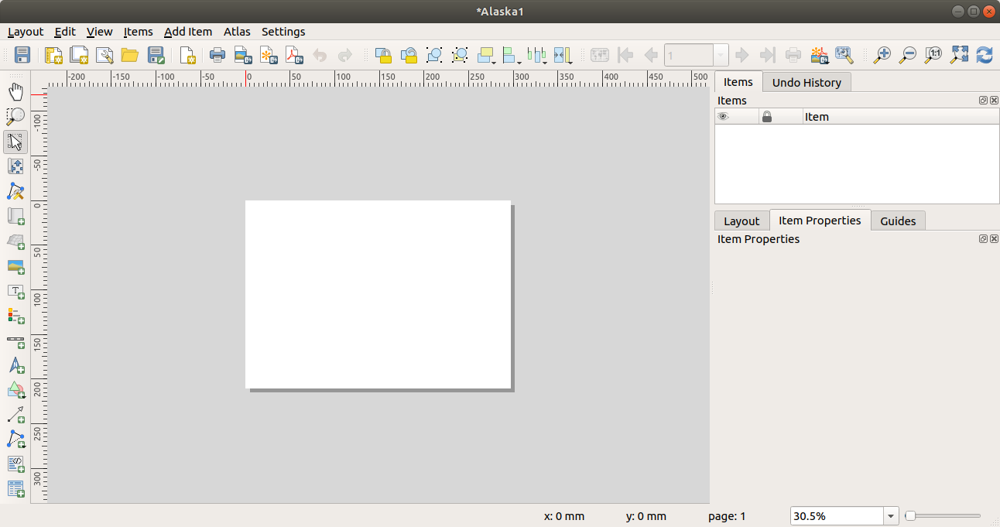 *Alaska1
Layout Edit View Items Add Item Atlas Settings
1
1:1
-200 -150 -100 -50 0 50 100 150 200 250 300 350 400 450 500
-100
-50
0
50
100
150
200
250
300
T
Items Undo History
Items
Item
Layout Item Properties Guides
Item Properties
x: 0 mm y: 0 mm page: 1 30.5%